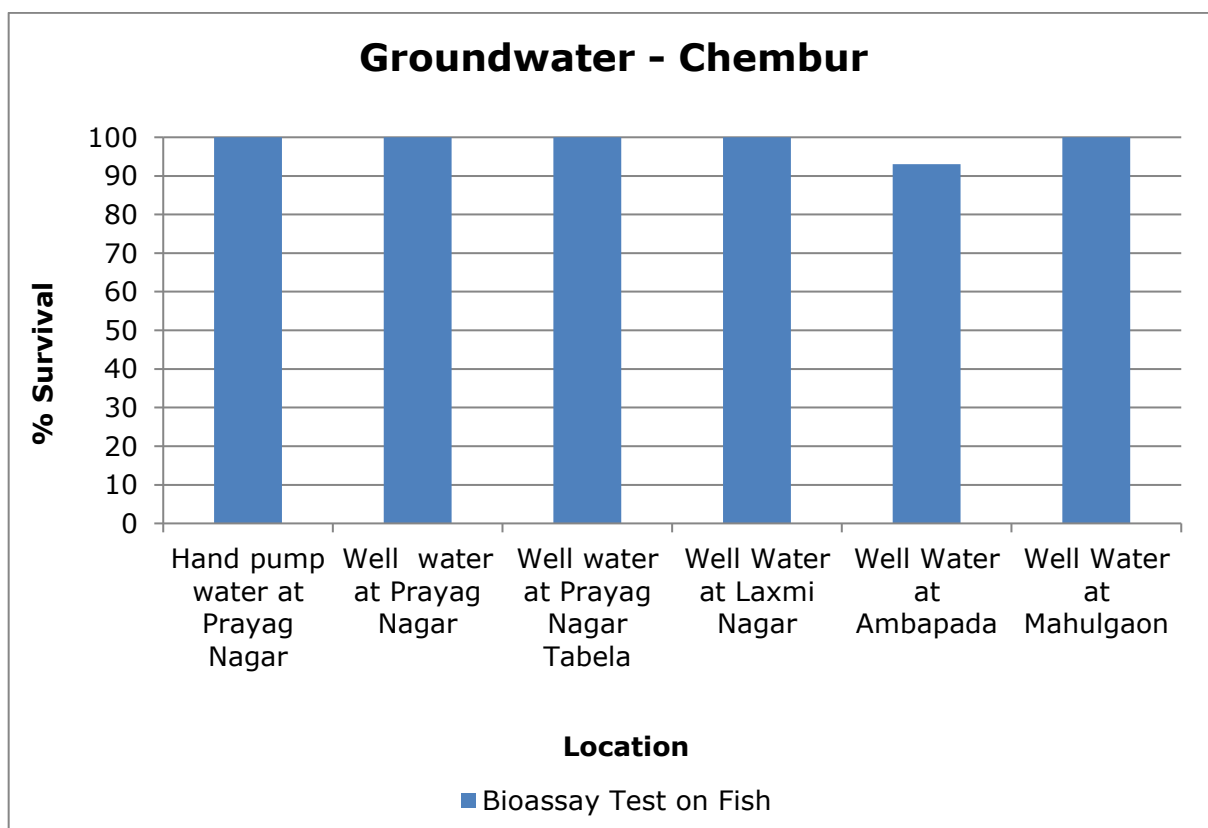 Groundwater - Chembur
% Survival
100
90
80
70
60
50
40
30
20
10
0
Hand pump
water at
Prayag
Nagar
Well water
at Prayag
Nagar
Well water
at Prayag
Nagar
Tabela
Well Water
at Laxmi
Nagar
Well Water
at
Ambapada
Well Water
at
Mahulgaon
Location
Bioassay Test on Fish